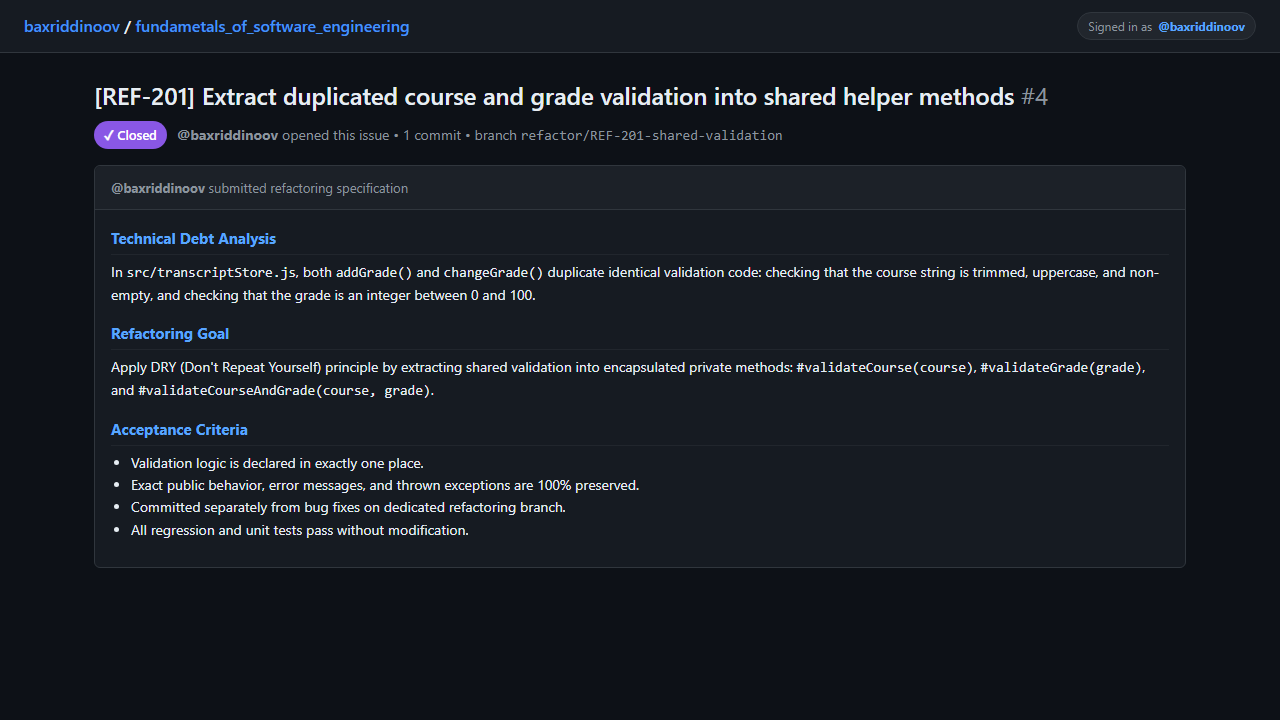 baxriddinoov / fundametals_of_software_engineering
Signed in as @baxriddinoov
[REF-201] Extract duplicated course and grade validation into shared helper methods #4
✓ Closed @baxriddinoov opened this issue • 1 commit • branch refactor/REF-201-shared-validation
@baxriddinoov submitted refactoring specification
Technical Debt Analysis
In src/transcriptStore.js, both addGrade() and changeGrade() duplicate identical validation code: checking that the course string is trimmed, uppercase, and non-
empty, and checking that the grade is an integer between 0 and 100.
Refactoring Goal
Apply DRY (Don't Repeat Yourself) principle by extracting shared validation into encapsulated private methods: #validateCourse(course), #validateGrade(grade),
and #validateCourseAndGrade(course, grade).
Acceptance Criteria
• Validation logic is declared in exactly one place.
• Exact public behavior, error messages, and thrown exceptions are 100% preserved.
• Committed separately from bug fixes on dedicated refactoring branch.
• All regression and unit tests pass without modification.